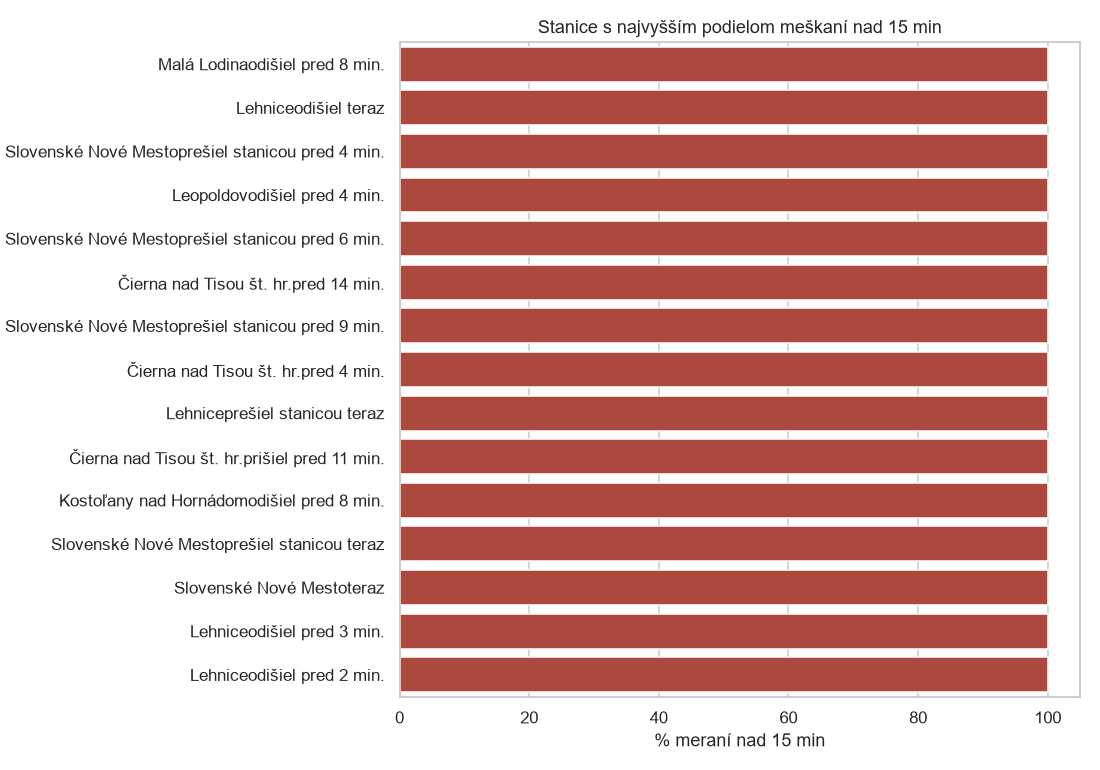 Stanice s najvyšším podielom meškaní nad 15 min
Malá Lodinaodišiel pred 8 min.
Lehniceodišiel teraz
Slovenské Nové Mestoprešiel stanicou pred 4 min.
Leopoldovodišiel pred 4 min.
Slovenské Nové Mestoprešiel stanicou pred 6 min.
Čierna nad Tisou št. hr.pred 14 min.
Slovenské Nové Mestoprešiel stanicou pred 9 min.
Čierna nad Tisou št. hr.pred 4 min.
Lehniceprešiel stanicou teraz
Čierna nad Tisou št. hr.prišiel pred 11 min.
Kostoľany nad Hornádomodišiel pred 8 min.
Slovenské Nové Mestoprešiel stanicou teraz
Slovenské Nové Mestoteraz
Lehniceodišiel pred 3 min.
Lehniceodišiel pred 2 min.
0 20 40 60 80 100
% meraní nad 15 min